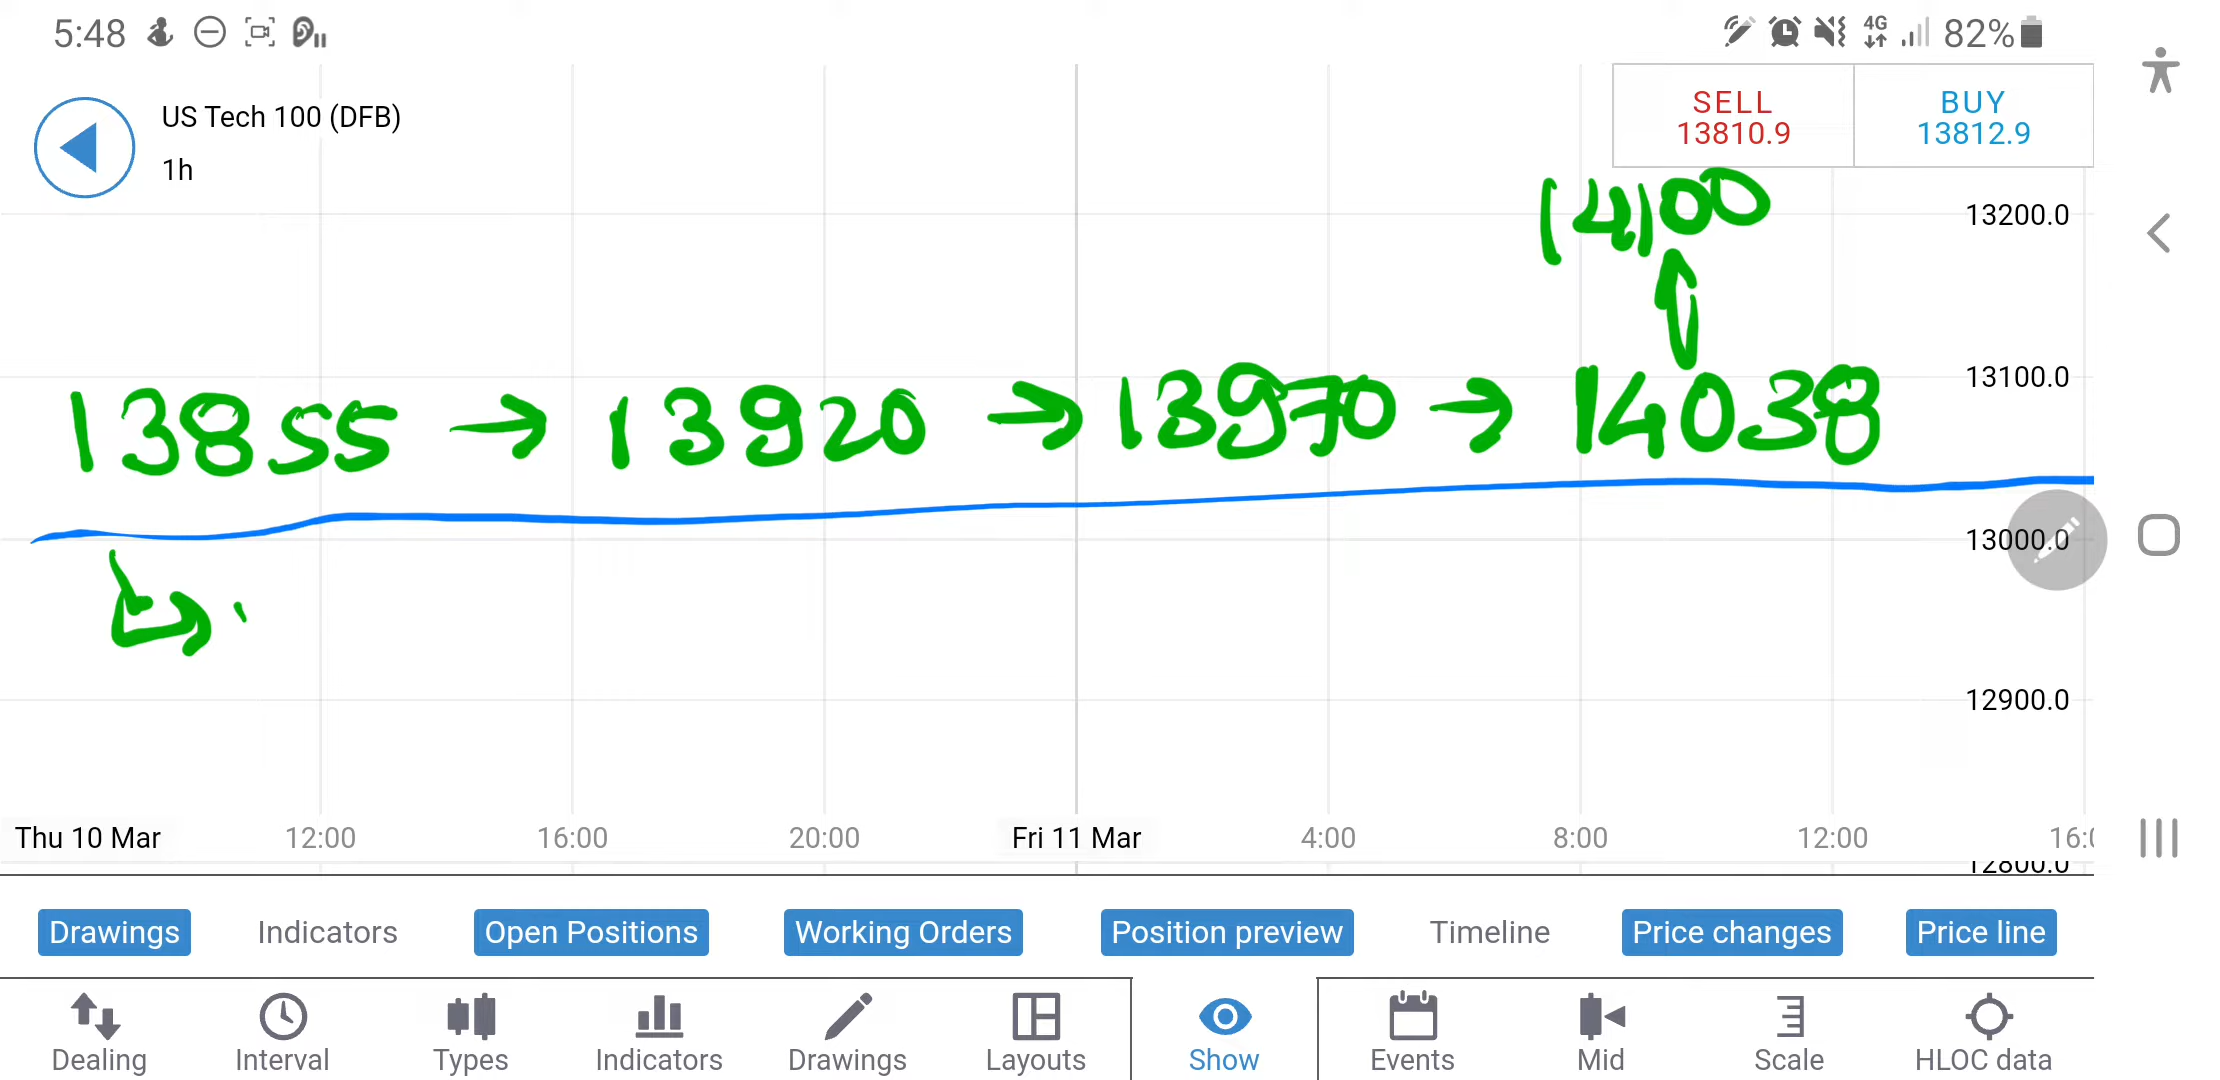 5:48 4G 82%
US Tech 100 (DFB)
1h
SELL BUY
13810.9 13812.9
14100
13200.0
13100.0
13855 → 13920 → 13970 → 14038
13000.0
12900.0
Thu 10 Mar 12:00 16:00 20:00 Fri 11 Mar 4:00 8:00 12:00
12800.0
Drawings Indicators Open Positions Working Orders Position preview Timeline Price changes Price line
Dealing Interval Types Indicators Drawings Layouts Show Events Mid Scale HLOC data